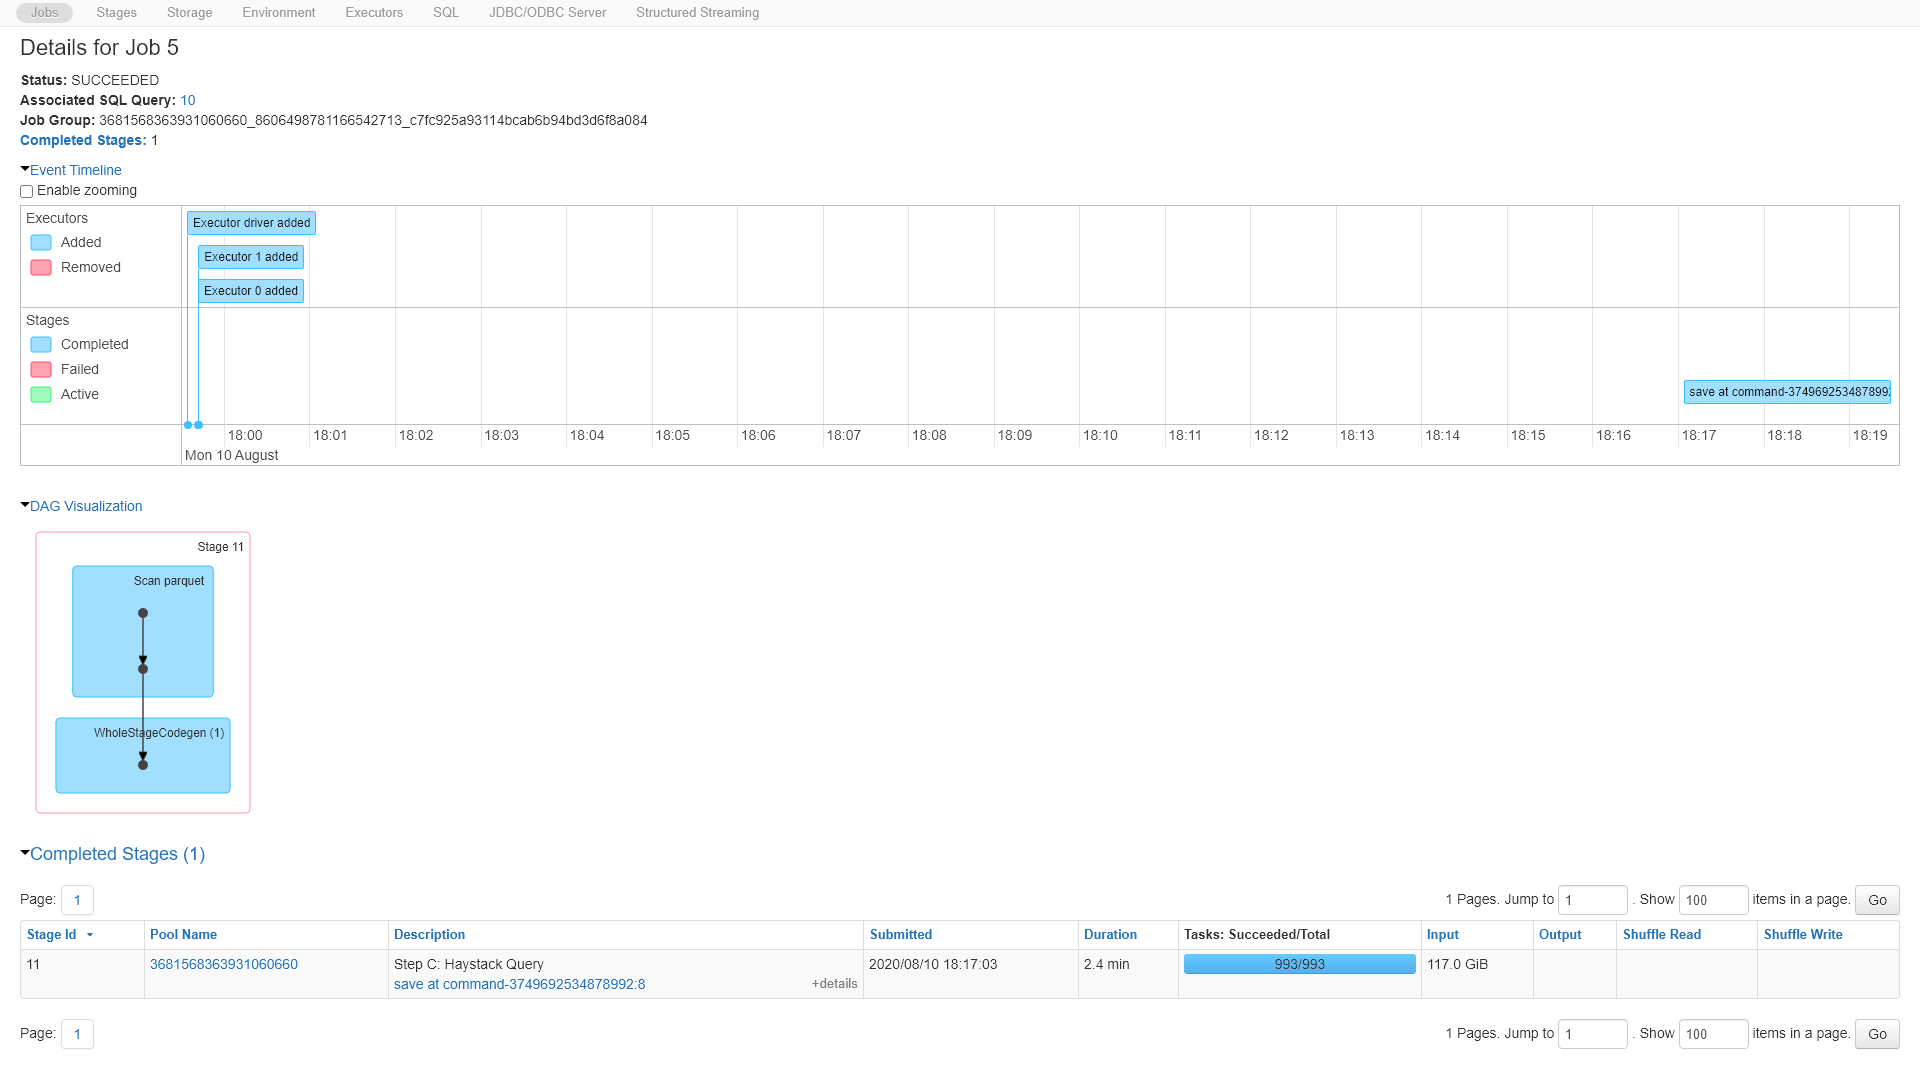 Jobs Stages Storage Environment Executors SQL JDBC/ODBC Server Structured Streaming
Details for Job 5
Status: SUCCEEDED
Associated SQL Query: 10
Job Group: 3681568363931060660_8606498781166542713_c7fc925a93114bcab6b94bd3d6f8a084
Completed Stages: 1
Event Timeline
Enable zooming
Executors
Added
Removed
Executor driver added
Executor 1 added
Executor 0 added
Stages
Completed
Failed
Active
save at command-374969253487899
18:00 18:01 18:02 18:03 18:04 18:05 18:06 18:07 18:08 18:09 18:10 18:11 18:12 18:13 18:14 18:15 18:16 18:17 18:18 18:19
Mon 10 August
DAG Visualization
Stage 11
Scan parquet
WholeStageCodegen (1)
Completed Stages (1)
Page: 1 1 Pages. Jump to 1 . Show 100 items in a page. Go
Stage Id Pool Name Description Submitted Duration Tasks: Succeeded/Total Input Output Shuffle Read Shuffle Write
11 3681568363931060660 Step C: Haystack Query 2020/08/10 18:17:03 2.4 min 993/993 117.0 GiB
save at command-3749692534878992:8 +details
Page: 1 1 Pages. Jump to 1 . Show 100 items in a page. Go